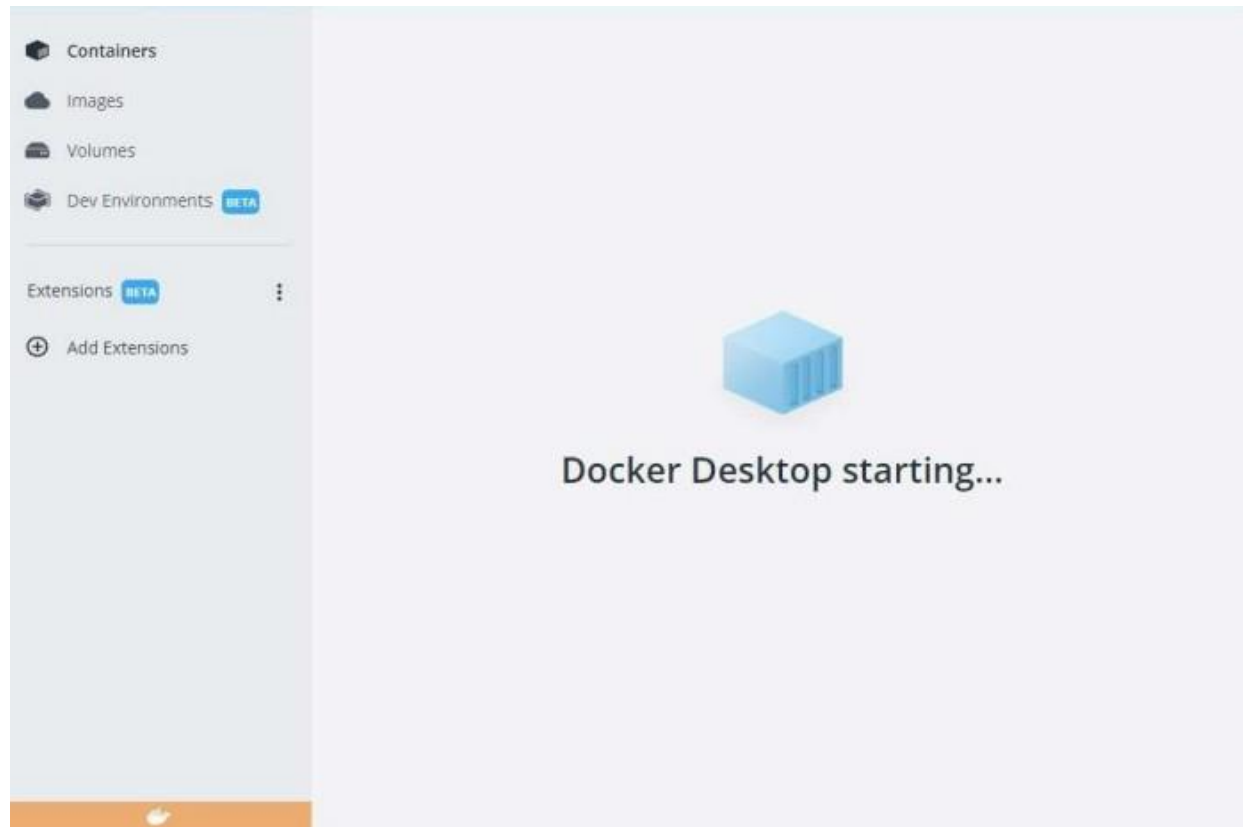 Containers
Images
Volumes
Dev Environments BETA
Extensions BETA
Add Extensions
Docker Desktop starting...